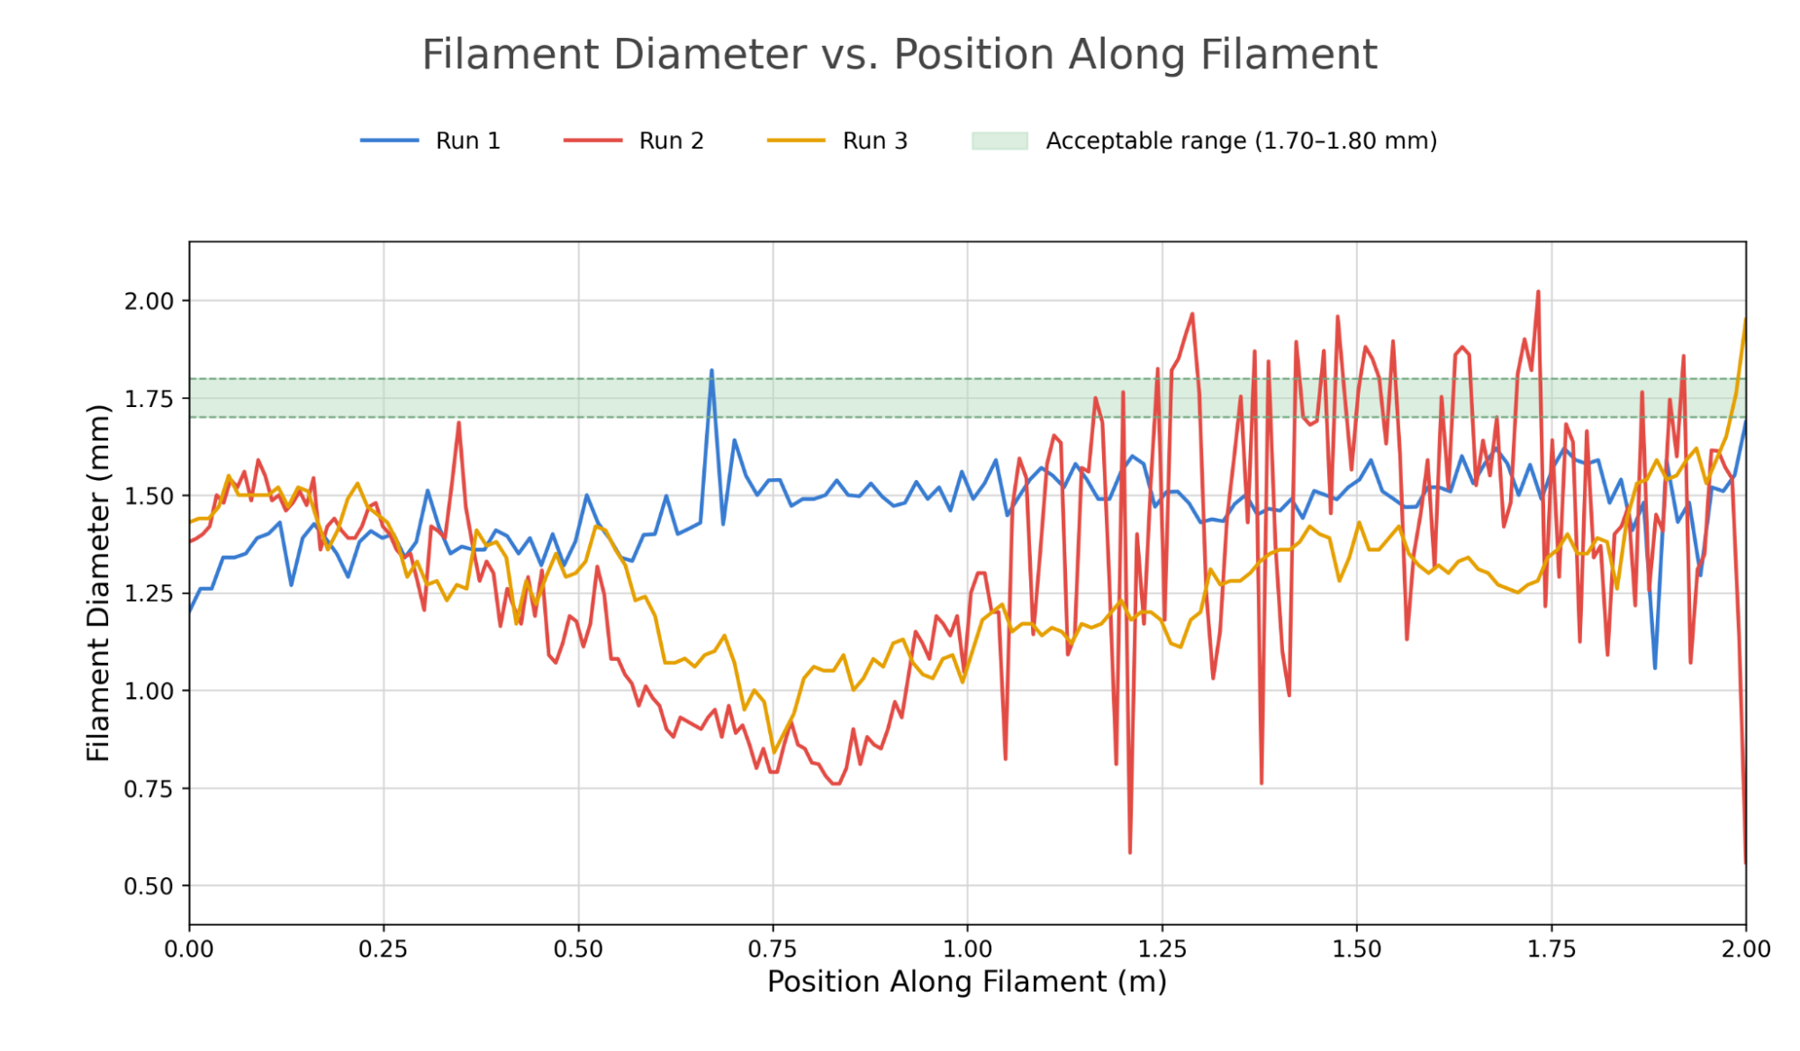 Filament Diameter vs. Position Along Filament
Run 1
Run 2
Run 3
Acceptable range (1.70–1.80 mm)
Filament Diameter (mm)
2.00
1.75
1.50
1.25
1.00
0.75
0.50
0.00 0.25 0.50 0.75 1.00 1.25 1.50 1.75 2.00
Position Along Filament (m)